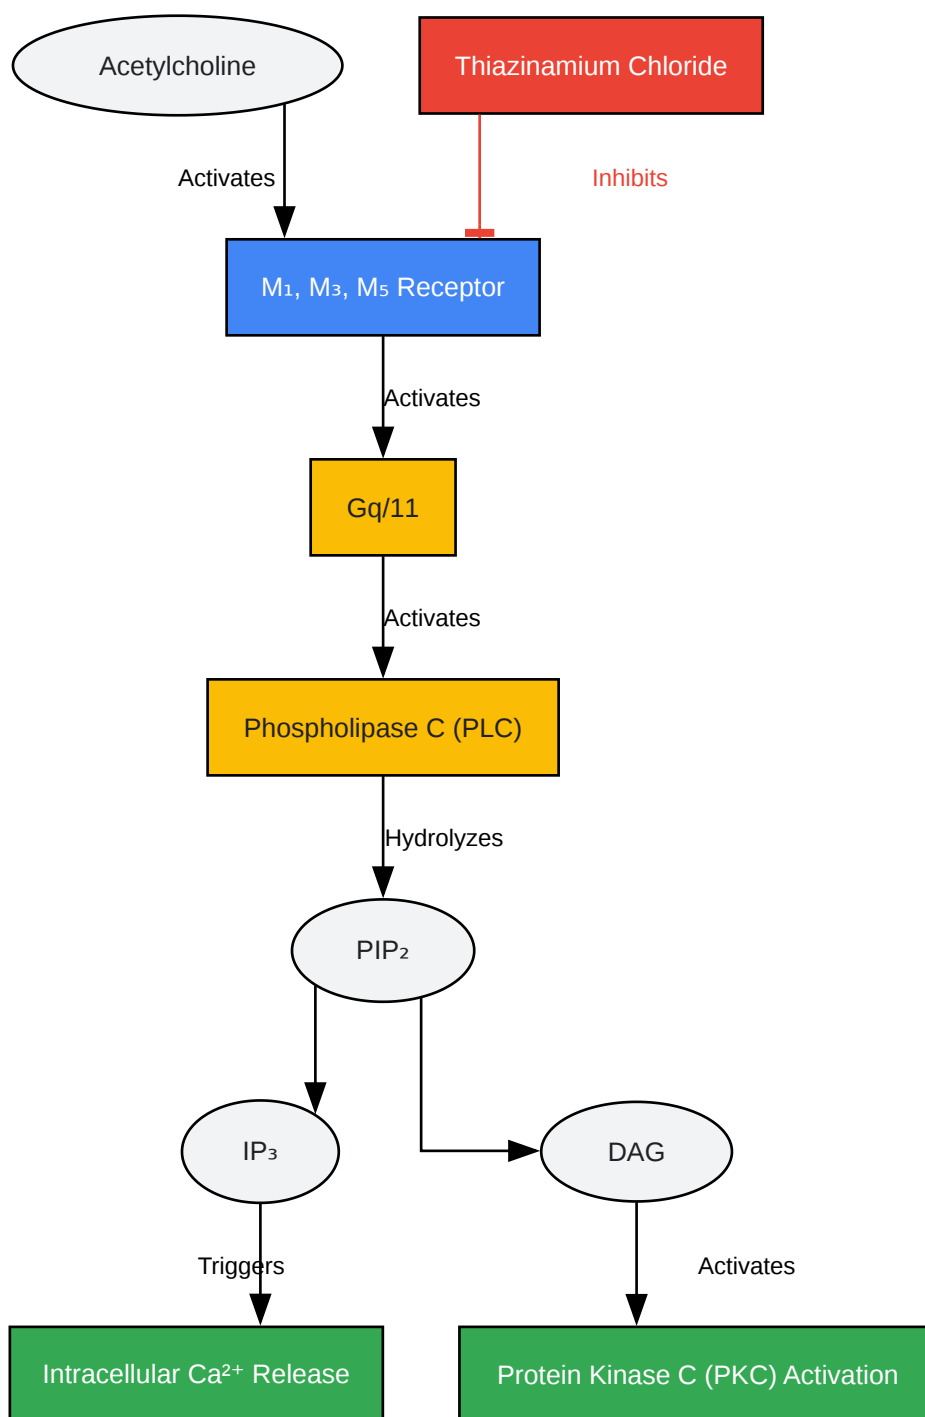 Acetylcholine
Thiazinamium Chloride
Activates
Inhibits
M₁, M₃, M₅ Receptor
Activates
Gq/11
Activates
Phospholipase C (PLC)
Hydrolyzes
PIP₂
IP₃
DAG
Triggers
Activates
Intracellular Ca²⁺ Release
Protein Kinase C (PKC) Activation